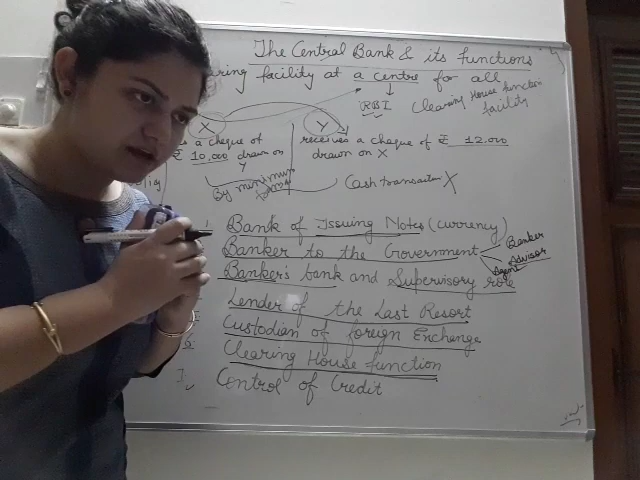 The Central Bank & its functions
ring facility at a centre for all
RBI
Clearing House function
facility
X
Y
a cheque of
receives a cheque of ₹ 12.000
₹ 10,000 drawn on
drawn on X
Y
By minimum
Cash transaction X
Bank of Issuing Notes (currency)
Banker to the Government
Banker
Advisor
Agent
Banker's bank and Supervisory role
Lender of the Last Resort
Custodian of foreign Exchange
Clearing House function
Control of Credit